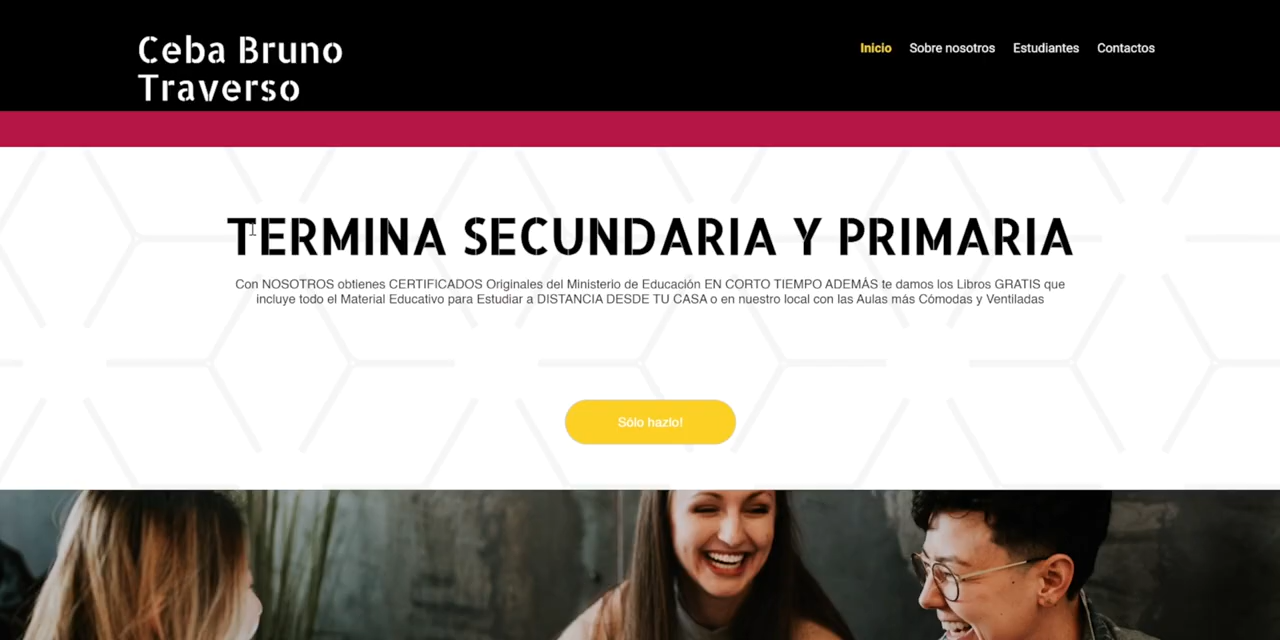 Ceba Bruno
Traverso
Inicio Sobre nosotros Estudiantes Contactos
TERMINA SECUNDARIA Y PRIMARIA
Con NOSOTROS obtienes CERTIFICADOS Originales del Ministerio de Educación EN CORTO TIEMPO ADEMÁS te damos los Libros GRATIS que
incluye todo el Material Educativo para Estudiar a DISTANCIA DESDE TU CASA o en nuestro local con las Aulas más Cómodas y Ventiladas
Sólo hazlo!